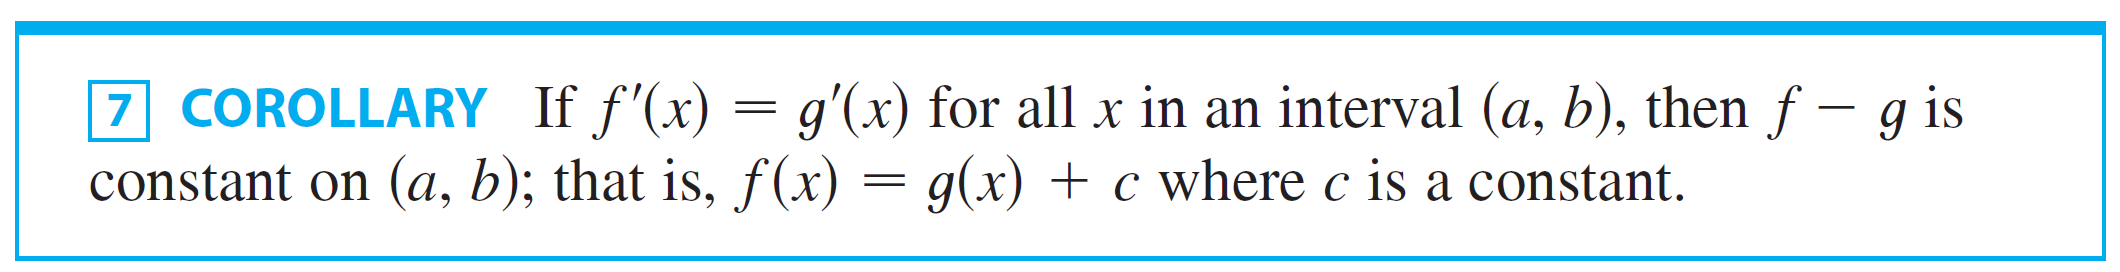 7 COROLLARY If f′(x) = g′(x) for all x in an interval (a, b), then f − g is
constant on (a, b); that is, f(x) = g(x) + c where c is a constant.